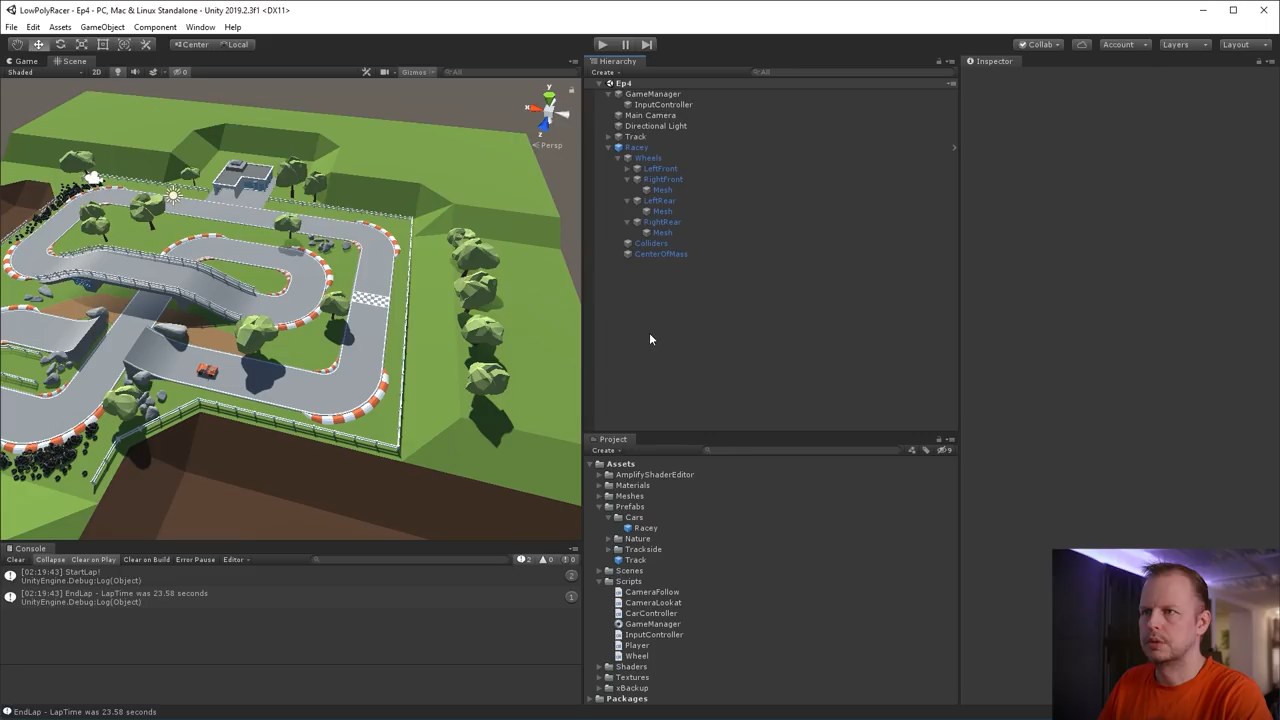 LowPolyRacer - Ep4 - PC, Mac & Linux Standalone - Unity 2019.2.3f1 <DX11>
File Edit Assets GameObject Component Window Help
Center Local Collab Account Layers Layout
Game Scene
Shaded 2D 0 Gizmos All
y
x
z
Persp
Hierarchy
Create All
Ep4
GameManager
InputController
Main Camera
Directional Light
Track
Racey
Wheels
LeftFront
RightFront
Mesh
LeftRear
Mesh
RightRear
Mesh
Colliders
CenterOfMass
Inspector
Project
Create 9
Assets
AmplifyShaderEditor
Materials
Meshes
Prefabs
Cars
Racey
Nature
Trackside
Track
Scenes
Scripts
CameraFollow
CameraLookat
CarController
GameManager
InputController
Player
Wheel
Shaders
Textures
xBackup
Packages
Console
Clear Collapse Clear on Play Clear on Build Error Pause Editor 2 0 0
[02:19:43] StartLap!
UnityEngine.Debug:Log(Object)
2
[02:19:43] EndLap - LapTime was 23.58 seconds
UnityEngine.Debug:Log(Object)
1
EndLap - LapTime was 23.58 seconds